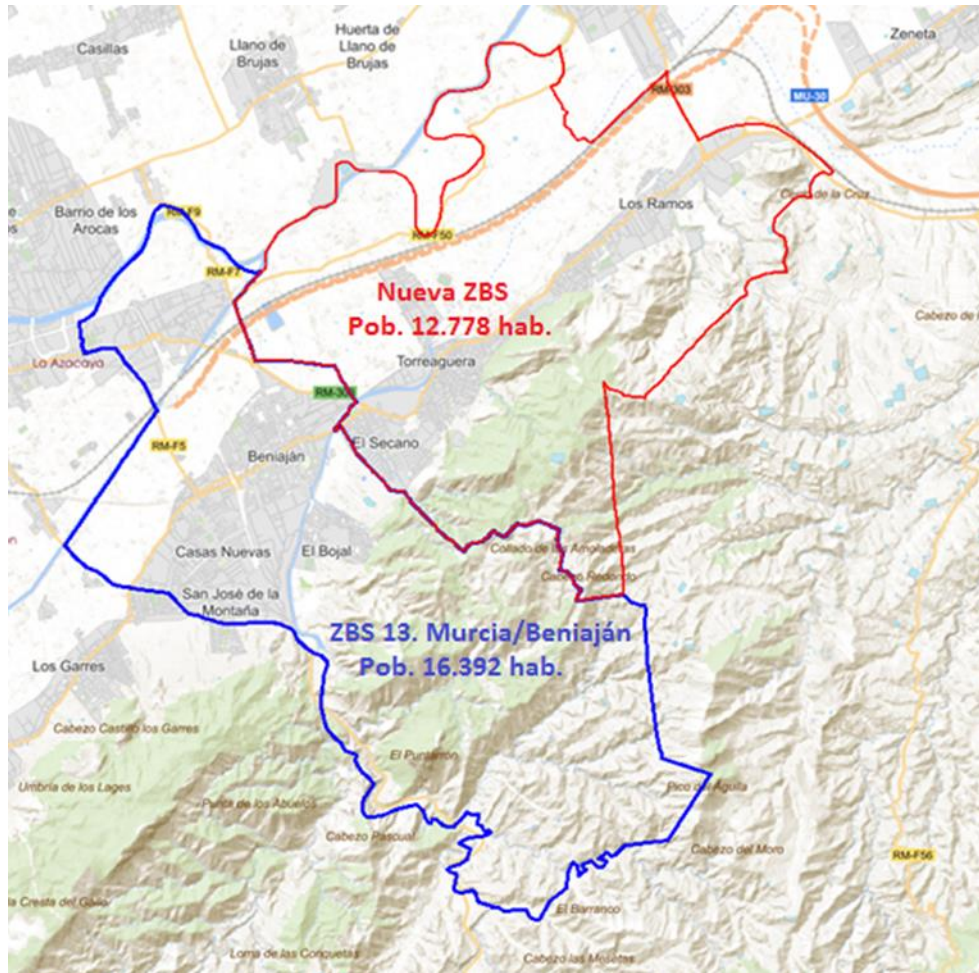 Casillas
Llano de
Brujas
Huerta de
Llano de
Brujas
Zeneta
RM-303
MU-30
Barrio de los
Arocas
RM-F9
Los Ramos
Cruz
de la
RM-F50
RM-F7
Nueva ZBS
Pob. 12.778 hab.
Cabezo de
Torreaguera
Lo Azacaya
RM-30
El Secano
RM-F5
Beniaján
Casas Nuevas
El Bojal
Collado de las
Cabezo Redondo
San José de la
Montaña
ZBS 13. Murcia/Beniaján
Pob. 16.392 hab.
Los Garres
Cabezo Castillo los Garres
El Puntarrón
Umbría de los Lages
Pico del Águila
Punta de los Abuelos
Cabezo Pascual
Cabezo del Moro
RM-F56
la Cresta del Gallo
El Barranco
Loma de las Conquetas
Cabezo las Mesetas